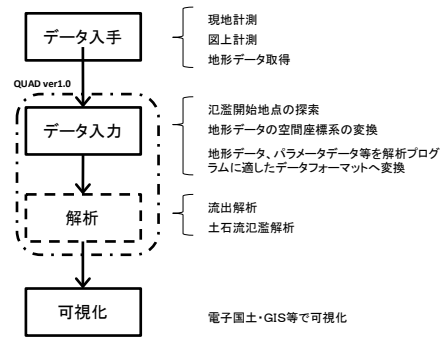 データ入手
現地計測
図上計測
地形データ取得
QUAD ver1.0
データ入力
氾濫開始地点の探索
地形データの空間座標系の変換
地形データ、パラメータデータ等を解析プログ
ラムに適したデータフォーマットへ変換
解析
流出解析
土石流氾濫解析
可視化
電子国土・GIS等で可視化